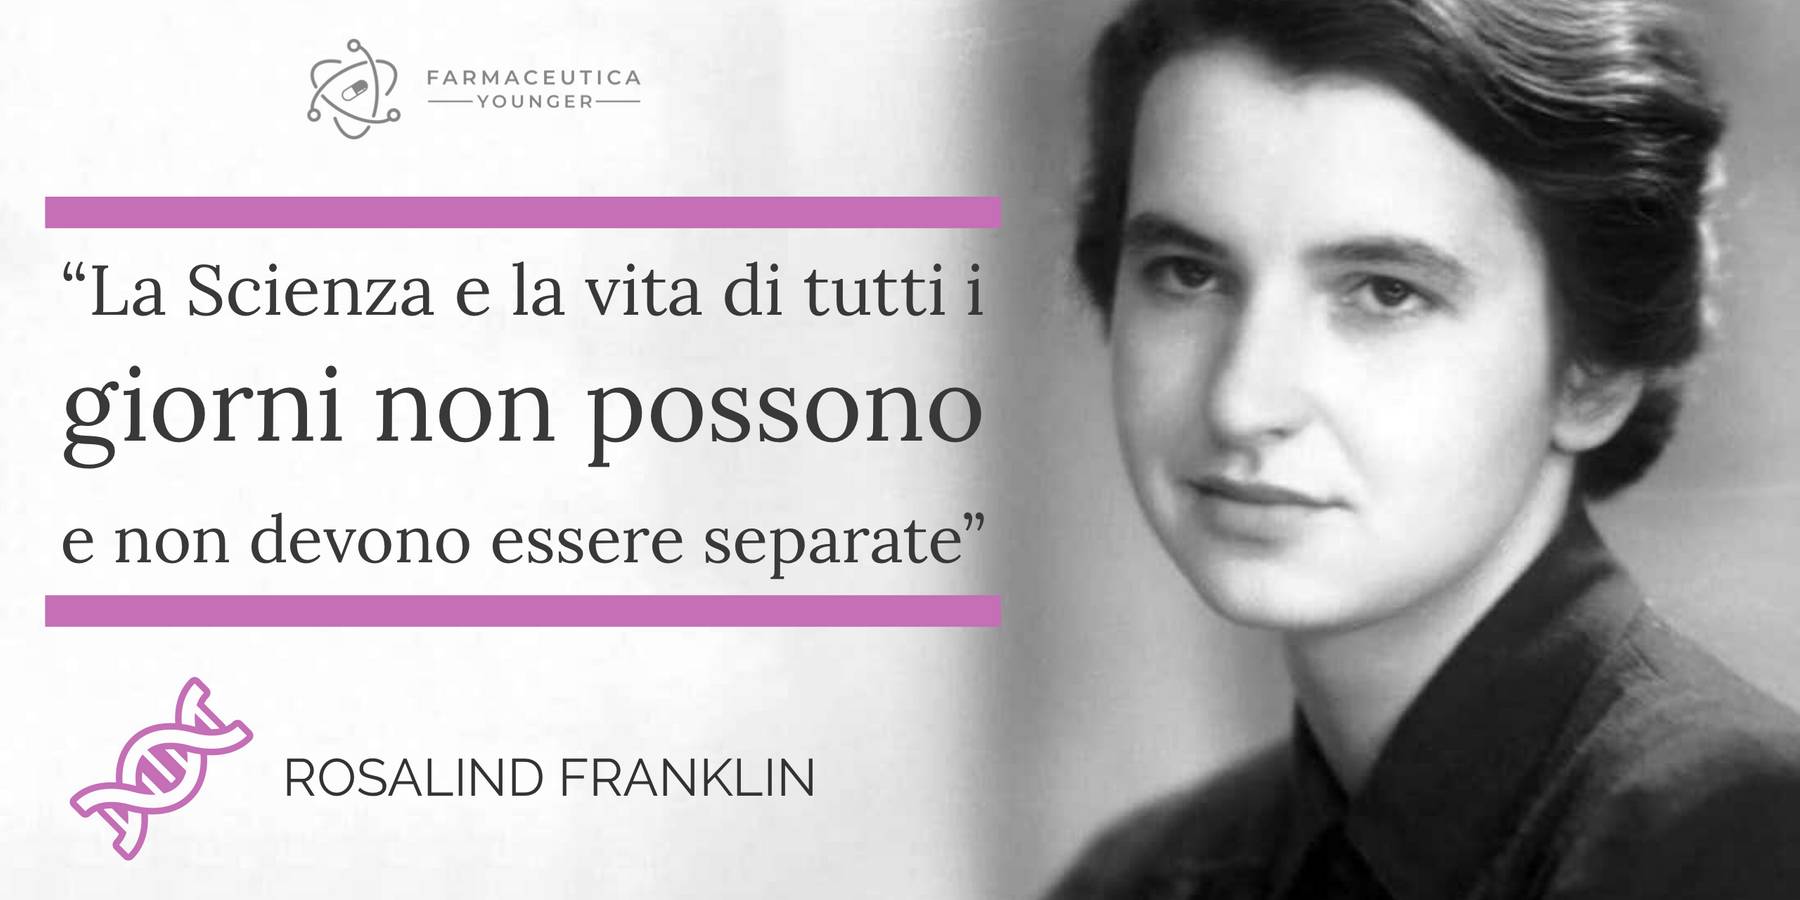 FARMACEUTICA
YOUNGER
“La Scienza e la vita di tutti i
giorni non possono
e non devono essere separate”
ROSALIND FRANKLIN